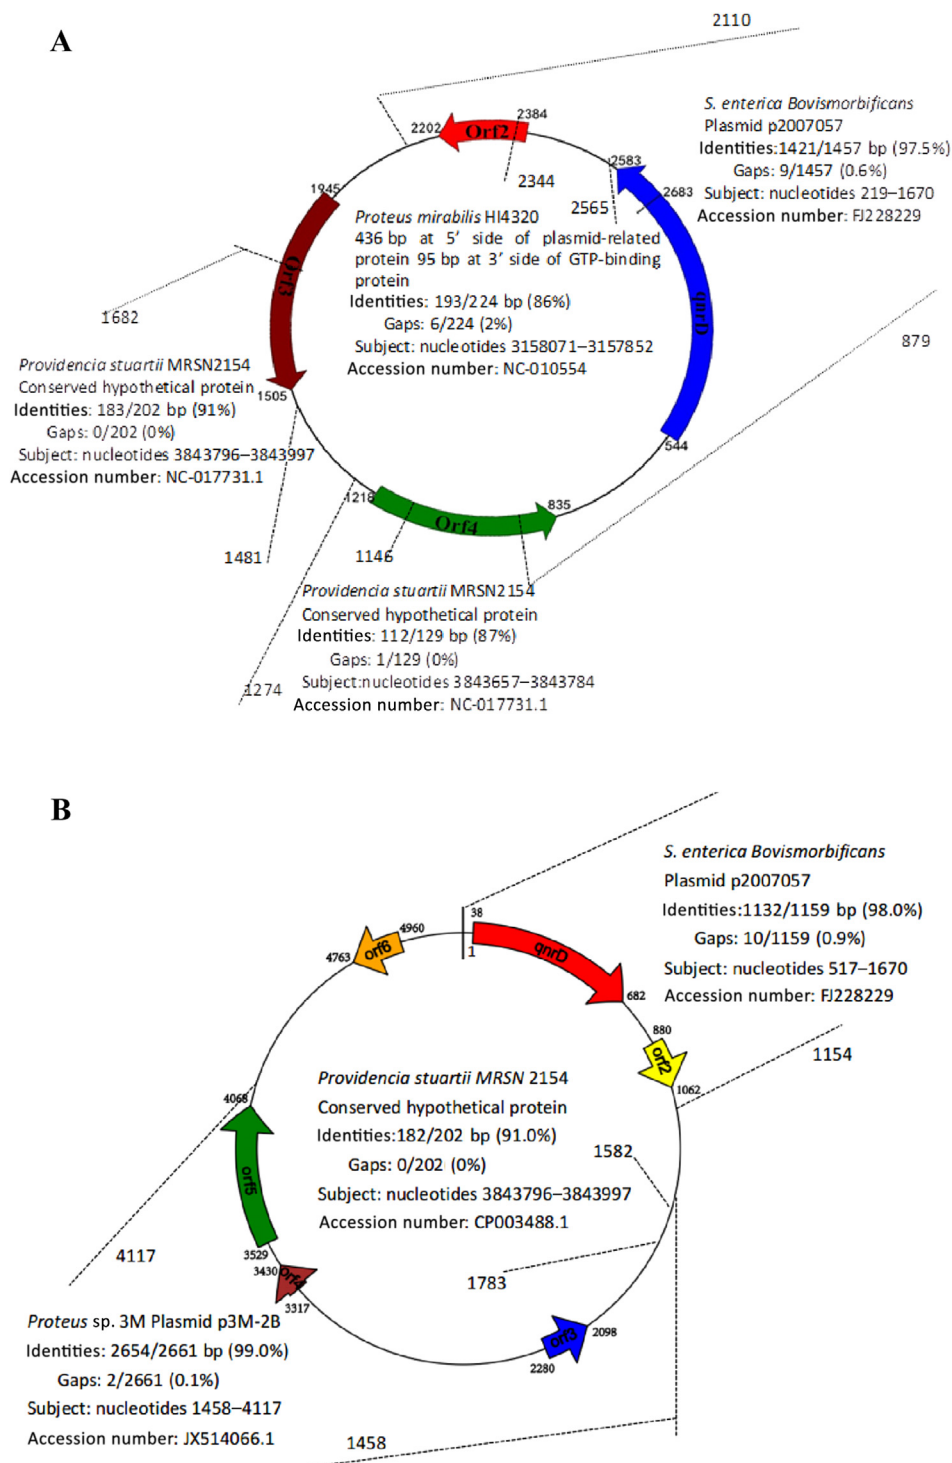 A
2110
S. enterica Bovismorbificans
Plasmid p2007057
Identities:1421/1457 bp (97.5%)
Gaps: 9/1457 (0.6%)
Subject: nucleotides 219–1670
Accession number: FJ228229
2202
Orf2
2384
2344
2583
2565
2683
qnrD
544
879
1945
Orf3
1505
1682
Proteus mirabilis HI4320
436 bp at 5′ side of plasmid-related
protein 95 bp at 3′ side of GTP-binding
protein
Identities: 193/224 bp (86%)
Gaps: 6/224 (2%)
Subject: nucleotides 3158071–3157852
Accession number: NC-010554
Providencia stuartii MRSN2154
Conserved hypothetical protein
Identities: 183/202 bp (91%)
Gaps: 0/202 (0%)
Subject: nucleotides 3843796–3843997
Accession number: NC-017731.1
1218
Orf4
835
1481
1146
1274
Providencia stuartii MRSN2154
Conserved hypothetical protein
Identities: 112/129 bp (87%)
Gaps: 1/129 (0%)
Subject:nucleotides 3843657–3843784
Accession number: NC-017731.1
B
S. enterica Bovismorbificans
Plasmid p2007057
Identities:1132/1159 bp (98.0%)
Gaps: 10/1159 (0.9%)
Subject: nucleotides 517–1670
Accession number: FJ228229
4960
orf6
4763
38
1
qnrD
682
880
orf2
1062
1154
Providencia stuartii MRSN 2154
Conserved hypothetical protein
Identities:182/202 bp (91.0%)
Gaps: 0/202 (0%)
Subject: nucleotides 3843796–3843997
Accession number: CP003488.1
1582
1783
4068
orf5
3529
3430
orf4
3317
4117
2098
orf3
2280
Proteus sp. 3M Plasmid p3M-2B
Identities: 2654/2661 bp (99.0%)
Gaps: 2/2661 (0.1%)
Subject: nucleotides 1458–4117
Accession number: JX514066.1
1458